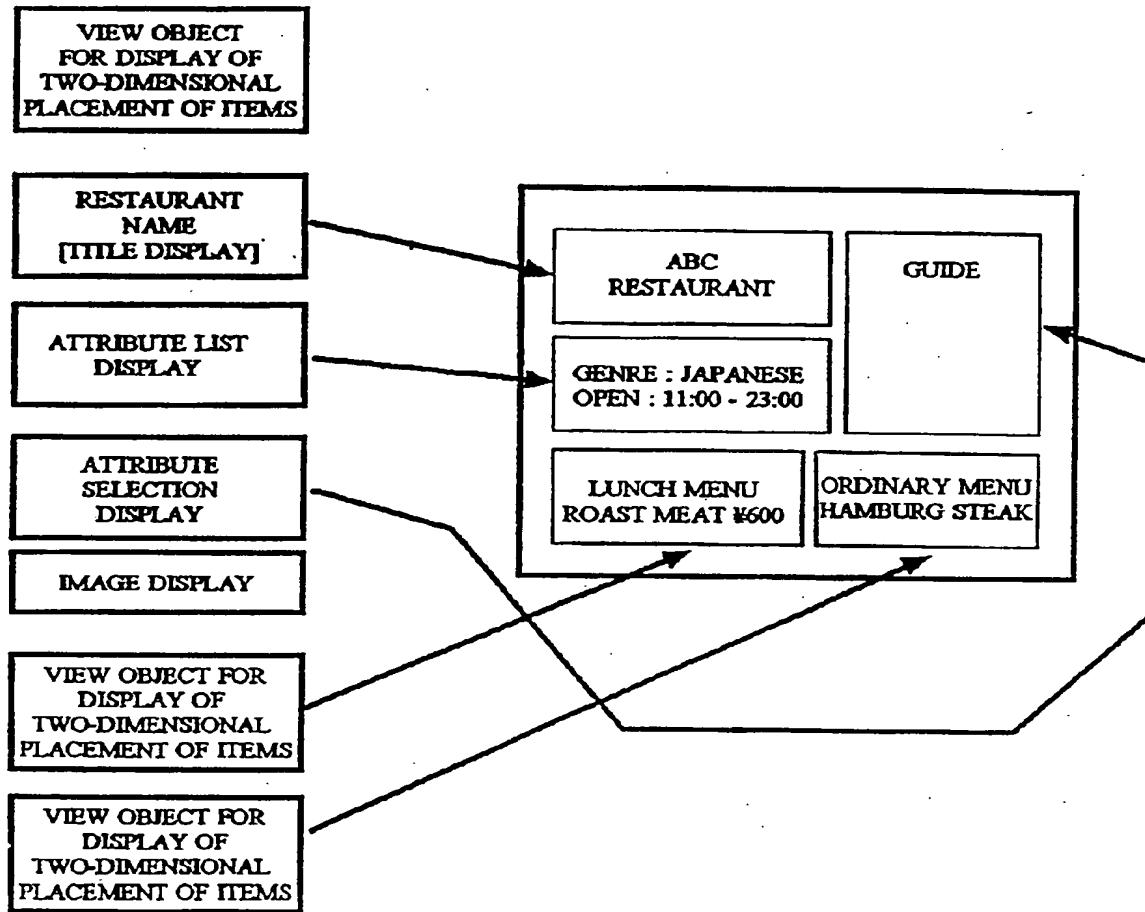 VIEW OBJECT
FOR DISPLAY OF
TWO-DIMENSIONAL
PLACEMENT OF ITEMS
RESTAURANT
NAME
[TITLE DISPLAY]
ATTRIBUTE LIST
DISPLAY
ATTRIBUTE
SELECTION
DISPLAY
IMAGE DISPLAY
VIEW OBJECT FOR
DISPLAY OF
TWO-DIMENSIONAL
PLACEMENT OF ITEMS
VIEW OBJECT FOR
DISPLAY OF
TWO-DIMENSIONAL
PLACEMENT OF ITEMS
ABC
RESTAURANT
GUIDE
GENRE : JAPANESE
OPEN : 11:00 - 23:00
LUNCH MENU
ROAST MEAT ¥600
ORDINARY MENU
HAMBURG STEAK